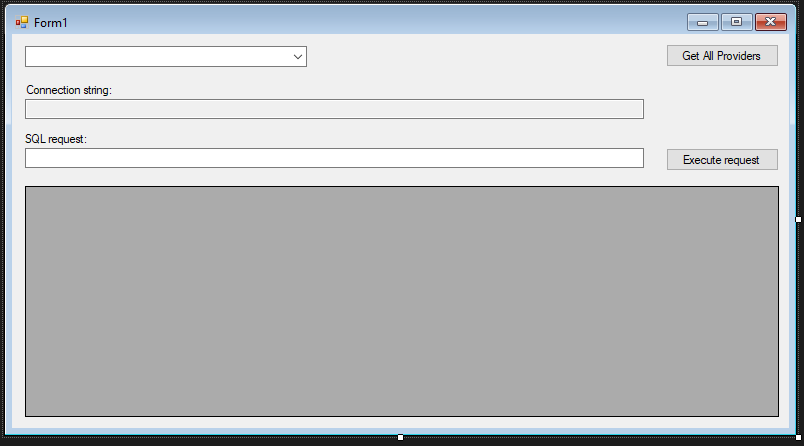 Form1
Get All Providers
Connection string:
SQL request:
Execute request